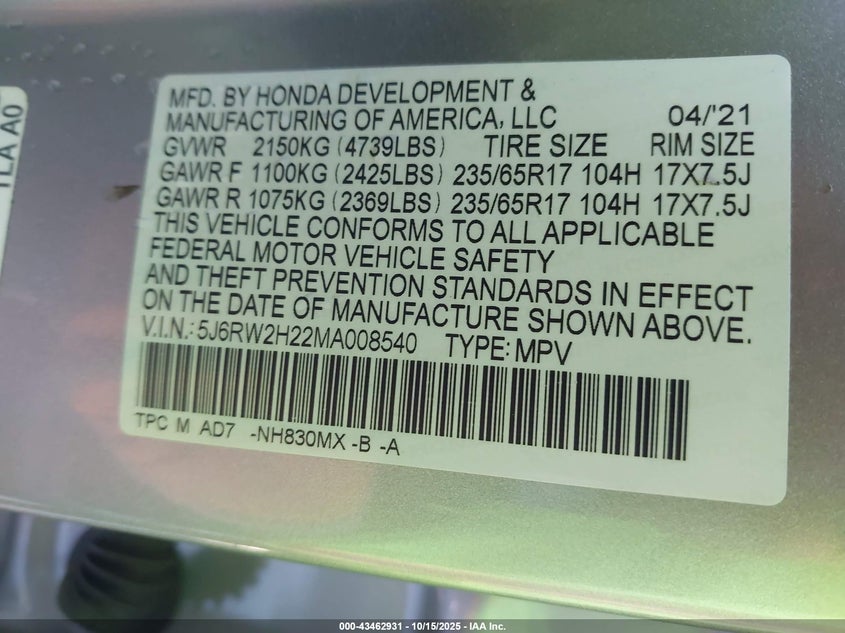 TLA A0
MFD. BY HONDA DEVELOPMENT &
MANUFACTURING OF AMERICA, LLC 04/'21
GVWR 2150KG (4739LBS) TIRE SIZE RIM SIZE
GAWR F 1100KG (2425LBS) 235/65R17 104H 17X7.5J
GAWR R 1075KG (2369LBS) 235/65R17 104H 17X7.5J
THIS VEHICLE CONFORMS TO ALL APPLICABLE
FEDERAL MOTOR VEHICLE SAFETY
AND THEFT PREVENTION STANDARDS IN EFFECT
ON THE DATE OF MANUFACTURE SHOWN ABOVE.
V.I.N.: 5J6RW2H22MA008540 TYPE: MPV
TPC M AD7 -NH830MX -B -A
000-43462931 - 10/15/2025 - IAA Inc.